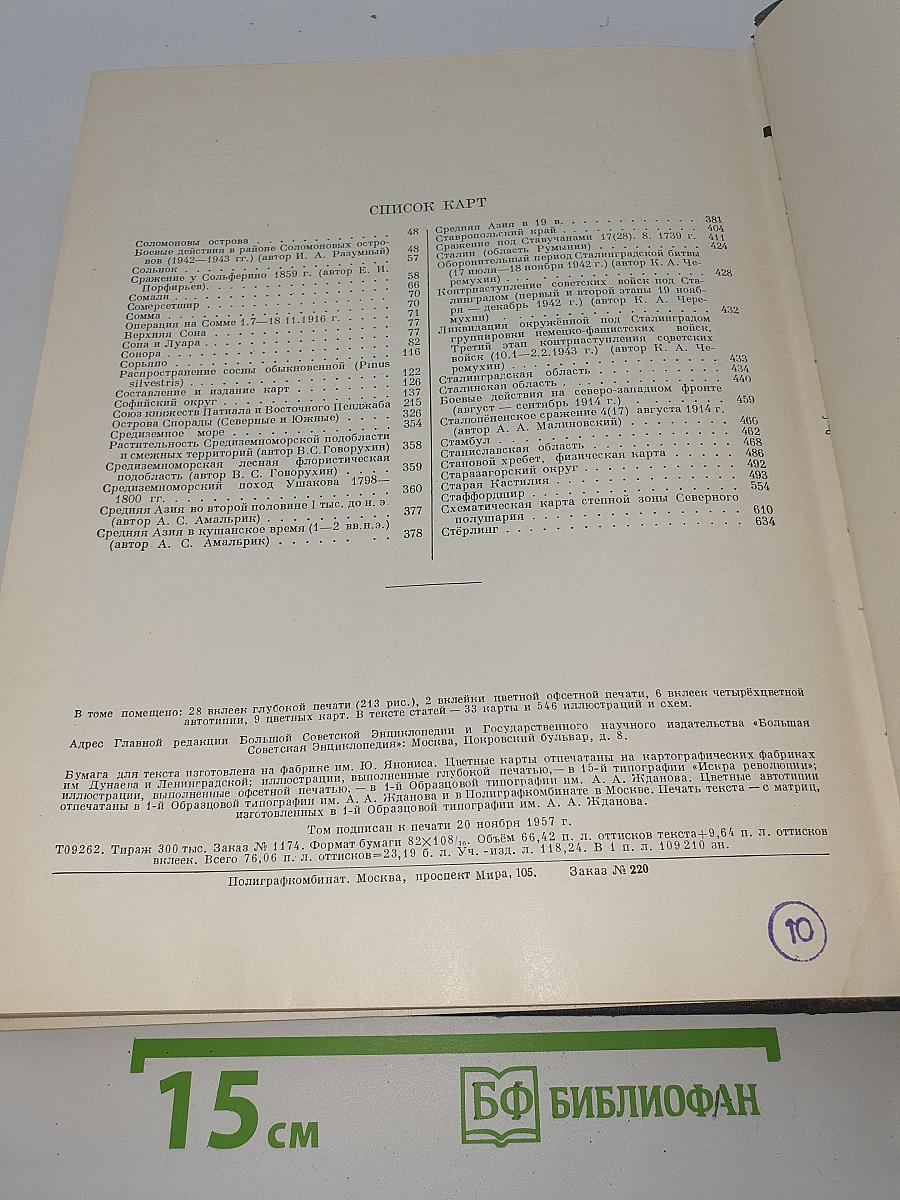 СПИСОК КАРТ
Соломоновы острова . . . . . . . . . . 48
Боевые действия в районе Соломоновых остро-
вов (1942—1943 гг.) (автор И. А. Разумный) 48
Сольнок . . . . . . . . . . 57
Сражение у Сольферино 1859 г. (автор Е. И.
Порфирьев). . . . . . . . . . 58
Сомали . . . . . . . . . . 66
Сомерсетшир . . . . . . . . . . 70
Сомма . . . . . . . . . . 70
Операция на Сомме 1.7—18 11.1916 г. . . . . . 71
Верхняя Сона . . . . . . . . . . 77
Сона и Луара . . . . . . . . . . 77
Сонора . . . . . . . . . . 82
Сорьяно . . . . . . . . . . 116
Распространение сосны обыкновенной (Pinus
silvestris) . . . . . . . . . . 122
Составление и издание карт . . . . . . . . . . 126
Софийский округ . . . . . . . . . . 137
Союз княжеств Патиала и Восточного Пенджаба 215
Острова Спорады (Северные и Южные) . . . . 326
Средиземное море . . . . . . . . . . 354
Растительность Средиземноморской подобласти
и смежных территорий (автор В.С. Говорухин) 358
Средиземноморская лесная флористическая
подобласть (автор В. С. Говорухин) . . . . 359
Средиземноморский поход Ушакова 1798—
1800 гг. . . . . . . . . . . 360
Средняя Азия во второй половине I тыс. до н. э.
(автор А. С. Амальрик) . . . . . . . . . . 377
Средняя Азия в кушанское время (1—2 вв.н.э.)
(автор А. С. Амальрик) . . . . . . . . . . 378
Средняя Азия в 19 в. . . . . . . . . . . 381
Ставропольский край . . . . . . . . . . 404
Сражение под Ставучанами 17(28). 8. 1739 г. 411
Сталин (область Румынии) . . . . . . . . . . 424
Оборонительный период Сталинградской битвы
(17 июля—18 ноября 1942 г.) (автор К. А. Че-
ремухин) . . . . . . . . . . 428
Контрнаступление советских войск под Ста-
линградом (первый и второй этапы 19 нояб-
ря — декабрь 1942 г.) (автор К. А. Чере-
мухин) . . . . . . . . . . 432
Ликвидация окружённой под Сталинградом
группировки немецко-фашистских войск.
Третий этап контрнаступления советских
войск (10.1—2.2.1943 г.) (автор К. А. Че-
ремухин) . . . . . . . . . . 433
Сталинградская область . . . . . . . . . . 434
Сталинская область . . . . . . . . . . 440
Боевые действия на северо-западном фронте
(август — сентябрь 1914 г.) . . . . . . . . . . 459
Сталюпёненское сражение 4(17) августа 1914 г.
(автор А. А. Малиновский) . . . . . . . . . . 460
Стамбул . . . . . . . . . . 462
Станиславская область . . . . . . . . . . 468
Становой хребет, физическая карта . . . . . 486
Старазагорский округ . . . . . . . . . . 492
Старая Кастилия . . . . . . . . . . 493
Стаффордшир . . . . . . . . . . 554
Схематическая карта степной зоны Северного
полушария . . . . . . . . . . 610
Стёрлинг . . . . . . . . . . 634
В томе помещено: 28 вклеек глубокой печати (213 рис.), 2 вклейки цветной офсетной печати, 6 вклеек четырёхцветной
автотипии, 9 цветных карт. В тексте статей — 33 карты и 546 иллюстраций и схем.
Адрес Главной редакции Большой Советской Энциклопедии и Государственного научного издательства «Большая
Советская Энциклопедия»: Москва, Покровский бульвар, д. 8.
Бумага для текста изготовлена на фабрике им. Ю. Янониса. Цветные карты отпечатаны на картографических фабриках
им Дунаева и Ленинградской; иллюстрации, выполненные глубокой печатью,— в 15-й типографии «Искра революции»;
иллюстрации, выполненные офсетной печатью, — в 1-й Образцовой типографии им. А. А. Жданова. Цветные автотипии
отпечатаны в 1-й Образцовой типографии им. А. А. Жданова и в Полиграфкомбинате в Москве. Печать текста — с матриц,
изготовленных в 1-й Образцовой типографии им. А. А. Жданова.
Том подписан к печати 20 ноября 1957 г.
Т09262. Тираж 300 тыс. Заказ № 1174. Формат бумаги 82×108/16. Объём 66,42 п. л. оттисков текста+9,64 п. л. оттисков
вклеек. Всего 76,06 п. л. оттисков=23,19 б. л. Уч. -изд. л. 118,24. В 1 п. л. 109210 зн.
Полиграфкомбинат. Москва, проспект Мира, 105. Заказ № 220
10
15 см
БФ БИБЛИОФАН